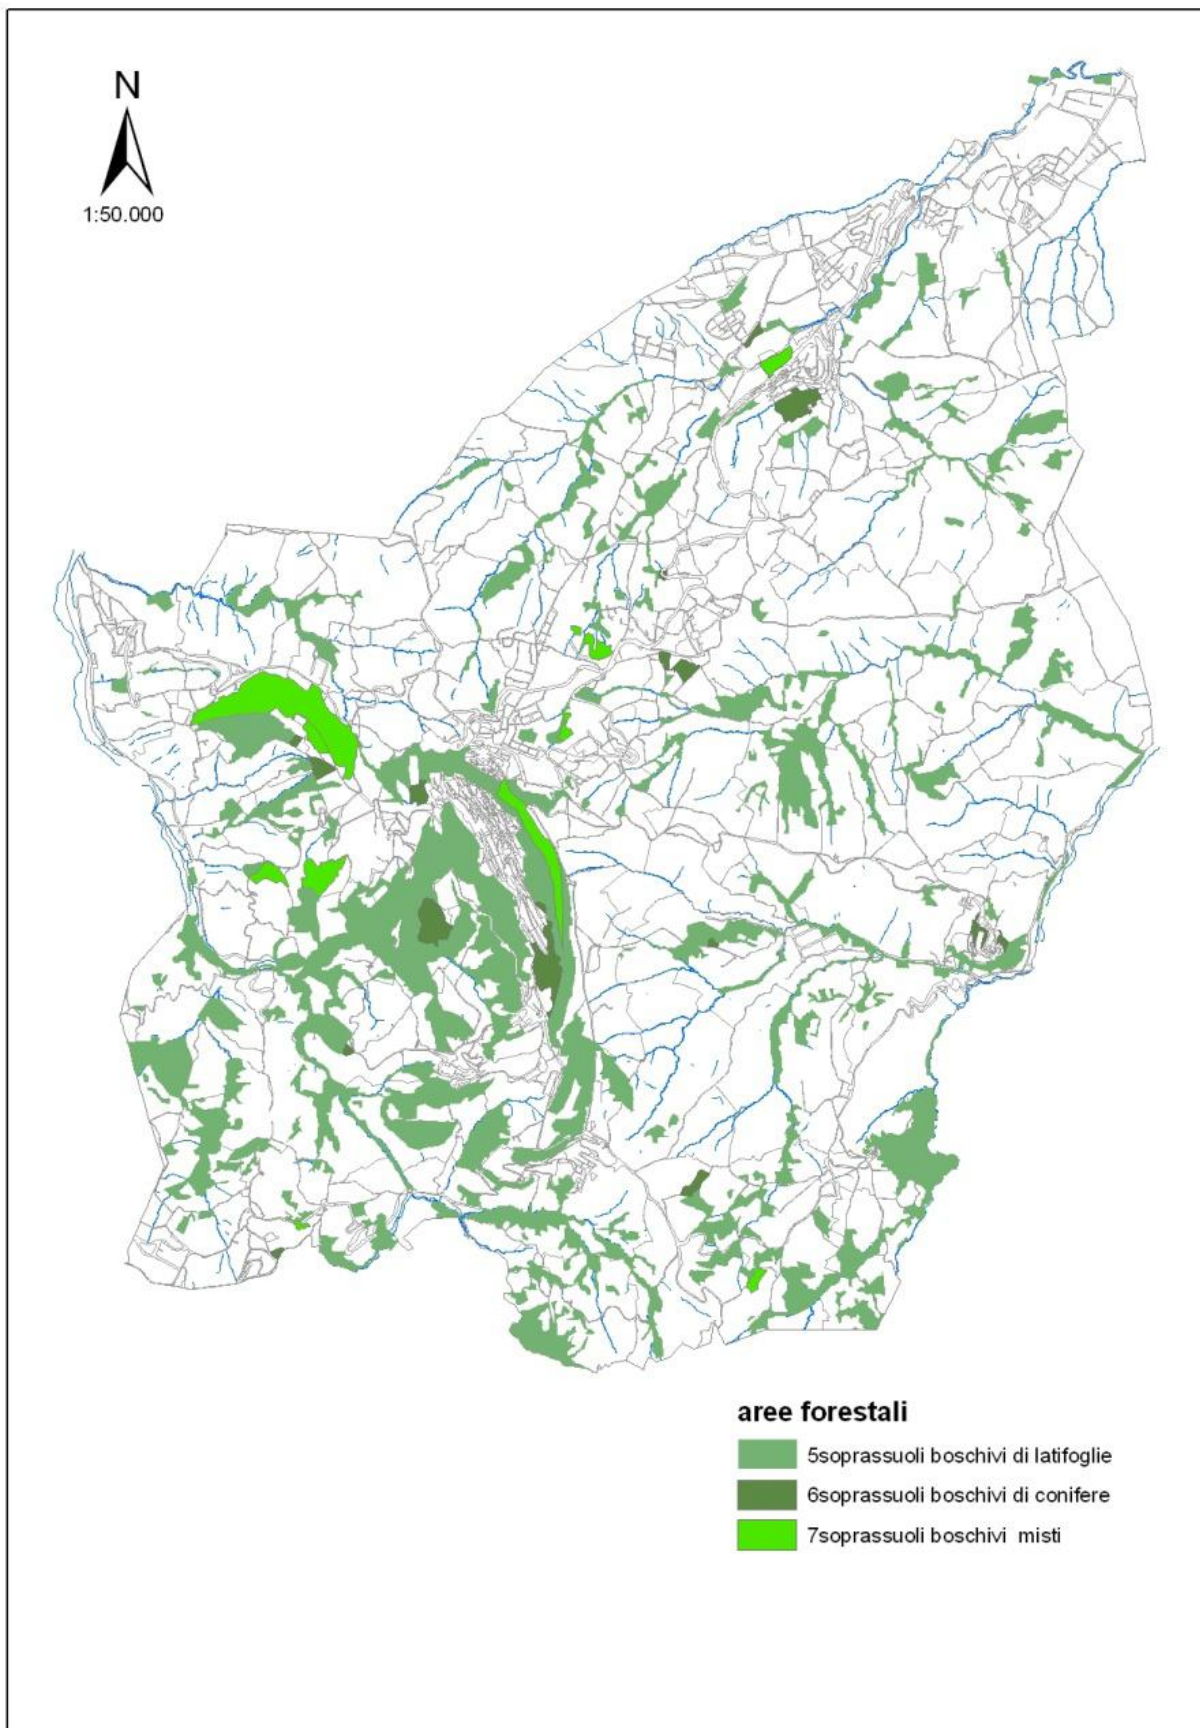 N
1:50.000
aree forestali
5soprassuoli boschivi di latifoglie
6soprassuoli boschivi di conifere
7soprassuoli boschivi misti